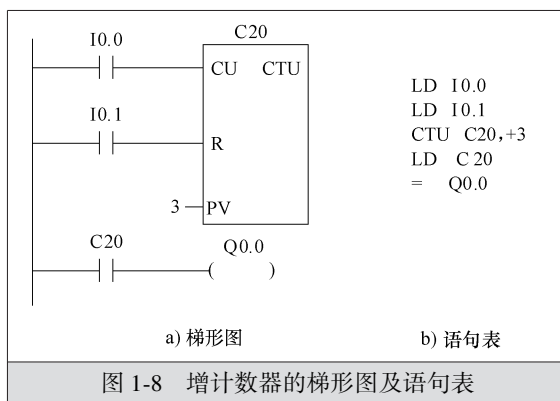 C20
I0.0
CU CTU
I0.1
R
3 PV
C20
Q0.0
( )
a) 梯形图
LD I0.0
LD I0.1
CTU C20,+3
LD C 20
= Q0.0
b) 语句表
图 1-8 增计数器的梯形图及语句表